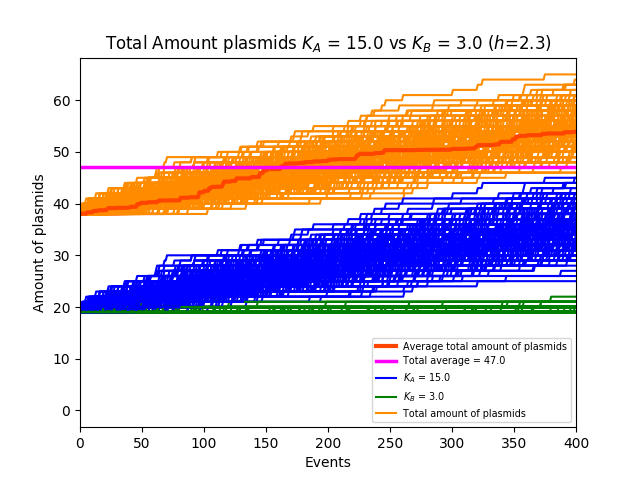 Total Amount plasmids K_A = 15.0 vs K_B = 3.0 (h=2.3)
Amount of plasmids
60
50
40
30
20
10
0
Average total amount of plasmids
Total average = 47.0
K_A = 15.0
K_B = 3.0
Total amount of plasmids
0 50 100 150 200 250 300 350 400
Events